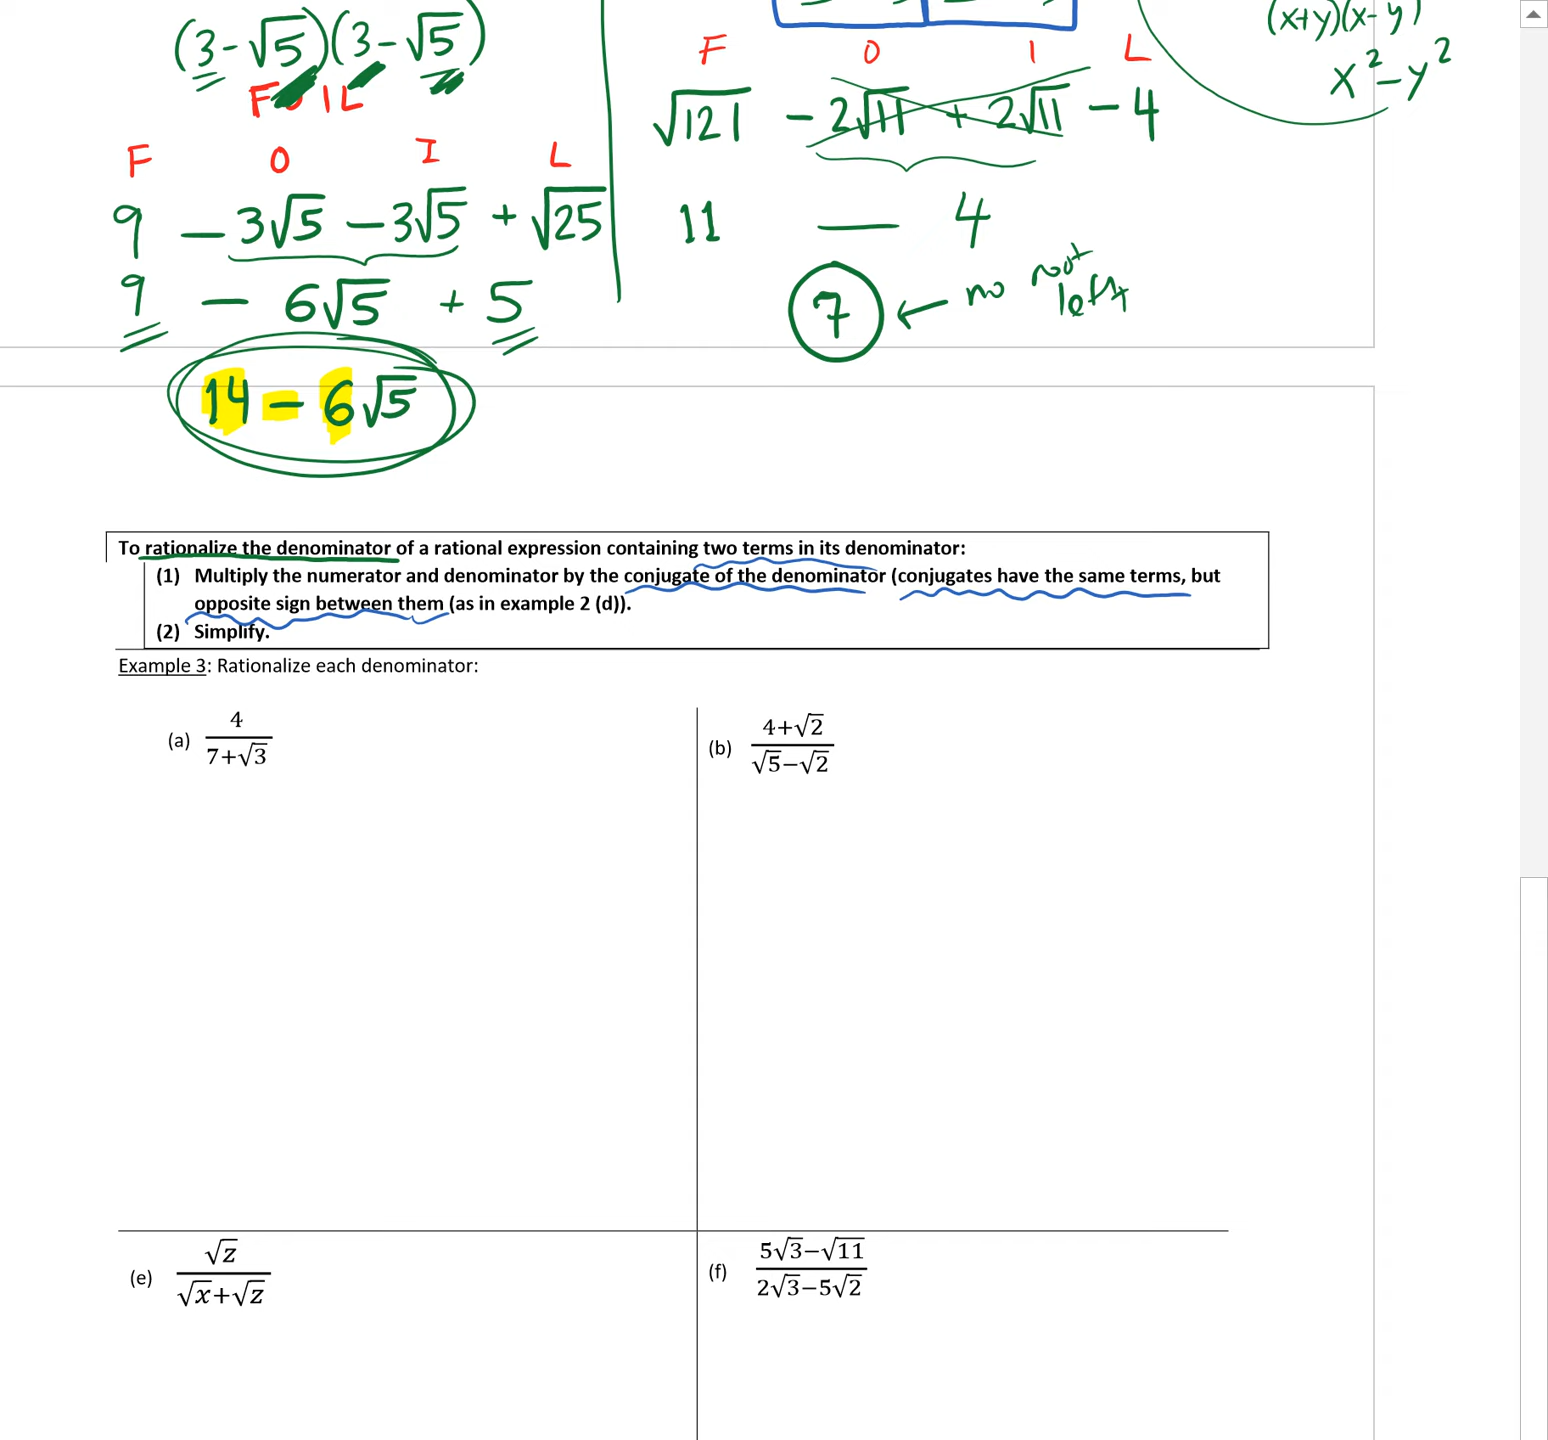 (3-√5)(3-√5)
F O I L
F O I L
9 - 3√5 - 3√5 + √25
9 - 6√5 + 5
14 - 6√5
F O I L
√121 - 2√11 + 2√11 - 4
11 - 4
7 ← no root left
(x+y)(x-y)
x² - y²
To rationalize the denominator of a rational expression containing two terms in its denominator:
(1) Multiply the numerator and denominator by the conjugate of the denominator (conjugates have the same terms, but
opposite sign between them (as in example 2 (d)).
(2) Simplify.
Example 3: Rationalize each denominator:
(a) 4/(7+√3)
(b) (4+√2)/(√5−√2)
(e) √z/(√x+√z)
(f) (5√3−√11)/(2√3−5√2)